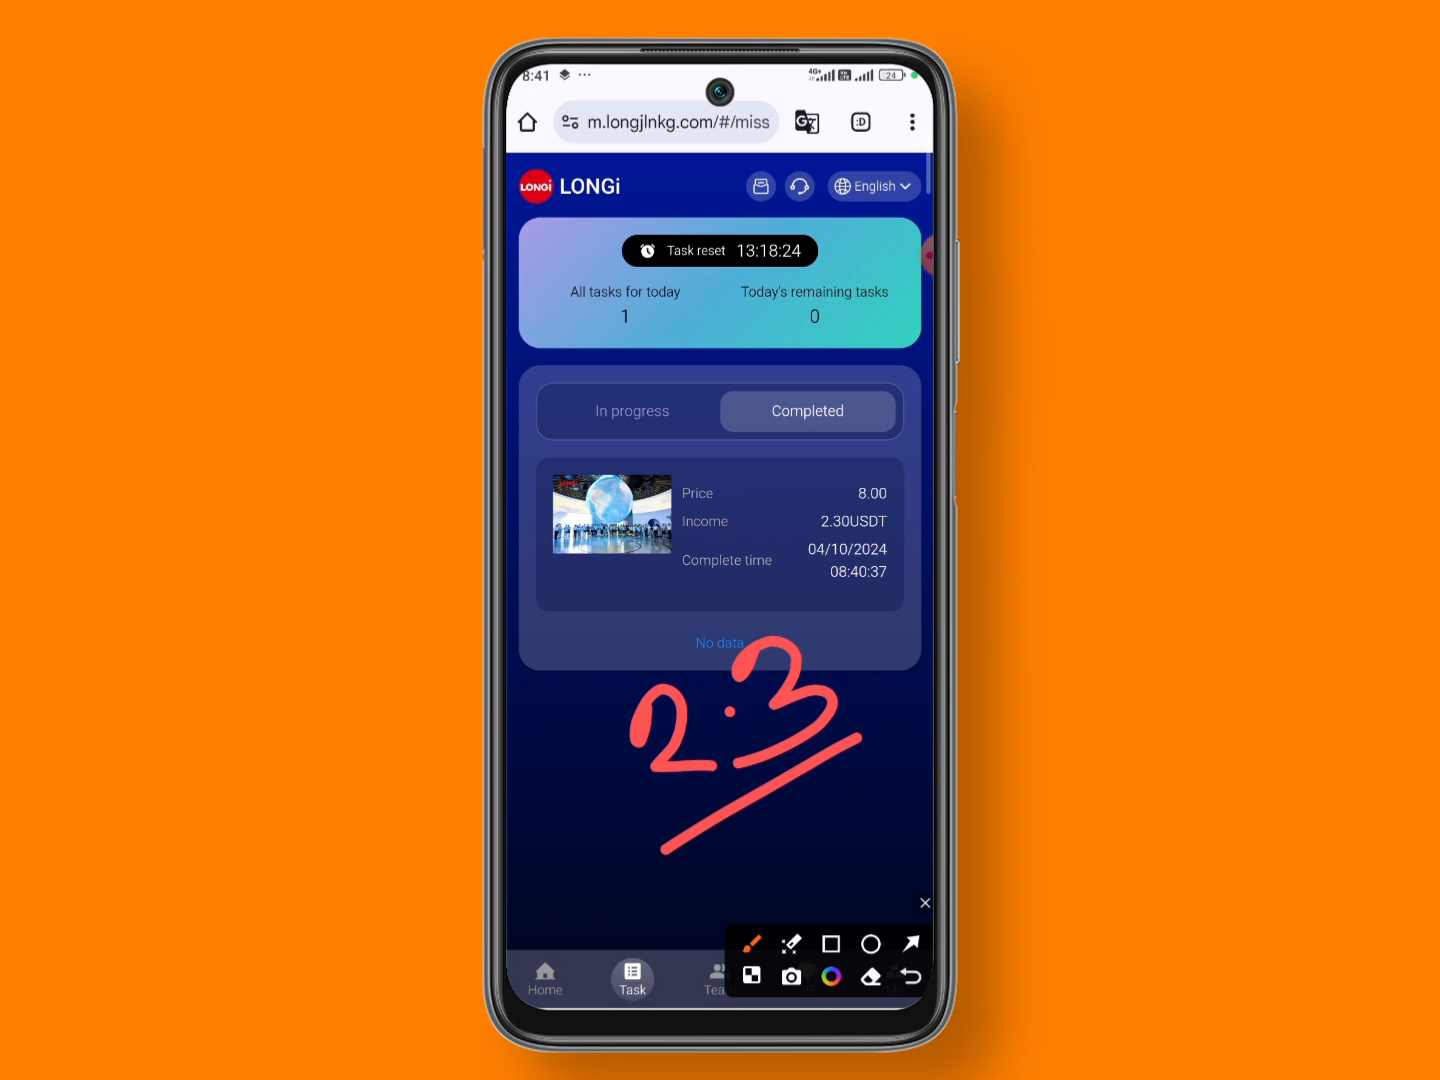 8:41
4G+
24
m.longjlnkg.com/#/miss
:D
LONGi
LONGi
English
Task reset 13:18:24
All tasks for today
Today's remaining tasks
1
0
In progress
Completed
Price 8.00
Income 2.30USDT
Complete time 04/10/2024
08:40:37
No data
2.3
Home
Task